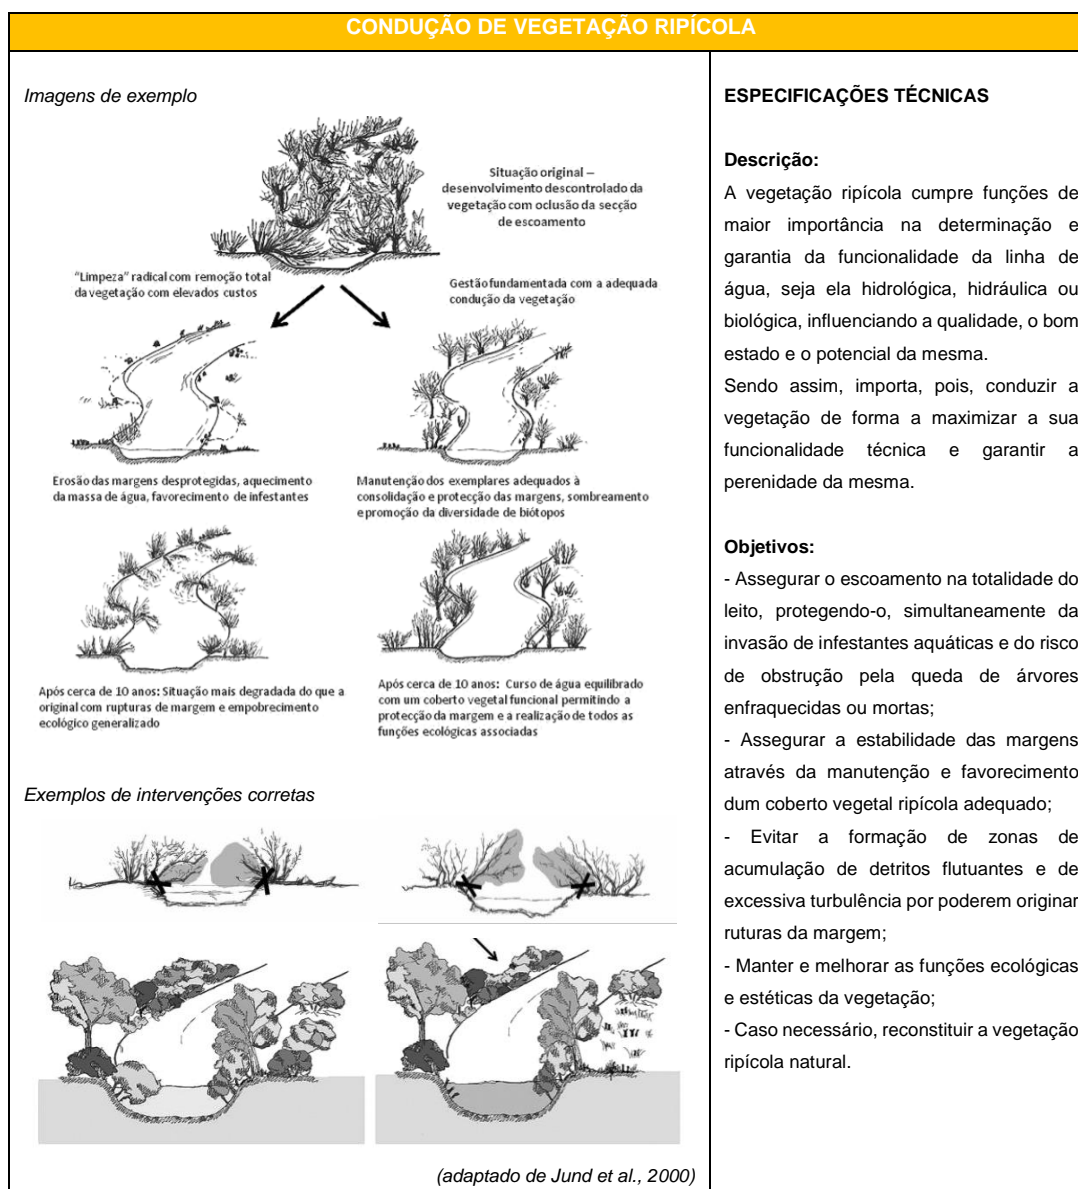 CONDUÇÃO DE VEGETAÇÃO RIPÍCOLA
Imagens de exemplo
Situação original –
desenvolvimento descontrolado da
vegetação com oclusão da secção
de escoamento
"Limpeza" radical com remoção total
da vegetação com elevados custos
Gestão fundamentada com a adequada
condução da vegetação
Erosão das margens desprotegidas, aquecimento
da massa de água, favorecimento de infestantes
Manutenção dos exemplares adequados à
consolidação e protecção das margens, sombreamento
e promoção da diversidade de biótopos
Após cerca de 10 anos: Situação mais degradada do que a
original com rupturas de margem e empobrecimento
ecológico generalizado
Após cerca de 10 anos: Curso de água equilibrado
com um coberto vegetal funcional permitindo a
protecção da margem e a realização de todos as
funções ecológicas associadas
Exemplos de intervenções corretas
(adaptado de Jund et al., 2000)
ESPECIFICAÇÕES TÉCNICAS
Descrição:
A vegetação ripícola cumpre funções de
maior importância na determinação e
garantia da funcionalidade da linha de
água, seja ela hidrológica, hidráulica ou
biológica, influenciando a qualidade, o bom
estado e o potencial da mesma.
Sendo assim, importa, pois, conduzir a
vegetação de forma a maximizar a sua
funcionalidade técnica e garantir a
perenidade da mesma.
Objetivos:
- Assegurar o escoamento na totalidade do
leito, protegendo-o, simultaneamente da
invasão de infestantes aquáticas e do risco
de obstrução pela queda de árvores
enfraquecidas ou mortas;
- Assegurar a estabilidade das margens
através da manutenção e favorecimento
dum coberto vegetal ripícola adequado;
- Evitar a formação de zonas de
acumulação de detritos flutuantes e de
excessiva turbulência por poderem originar
ruturas da margem;
- Manter e melhorar as funções ecológicas
e estéticas da vegetação;
- Caso necessário, reconstituir a vegetação
ripícola natural.